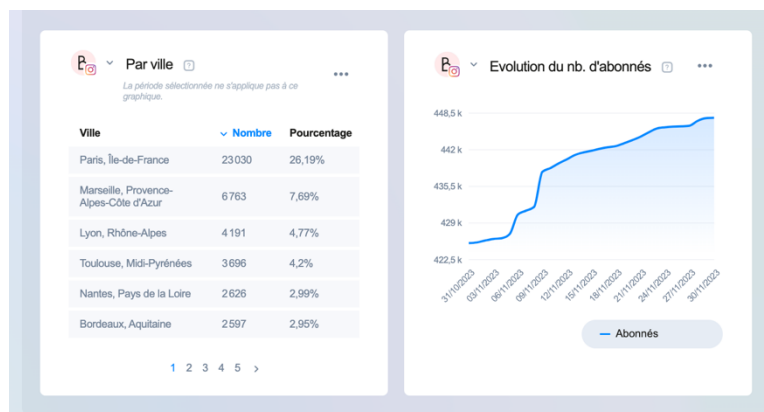 Par ville
La période sélectionnée ne s'applique pas à ce
graphique.
Ville Nombre Pourcentage
Paris, Île-de-France 23 030 26,19%
Marseille, Provence-
Alpes-Côte d'Azur 6 763 7,69%
Lyon, Rhône-Alpes 4 191 4,77%
Toulouse, Midi-Pyrénées 3 696 4,2%
Nantes, Pays de la Loire 2 626 2,99%
Bordeaux, Aquitaine 2 597 2,95%
1 2 3 4 5
Evolution du nb. d'abonnés
448,5 k
442 k
435,5 k
429 k
422,5 k
31/10/2023
03/11/2023
06/11/2023
09/11/2023
12/11/2023
15/11/2023
18/11/2023
21/11/2023
24/11/2023
27/11/2023
30/11/2023
Abonnés